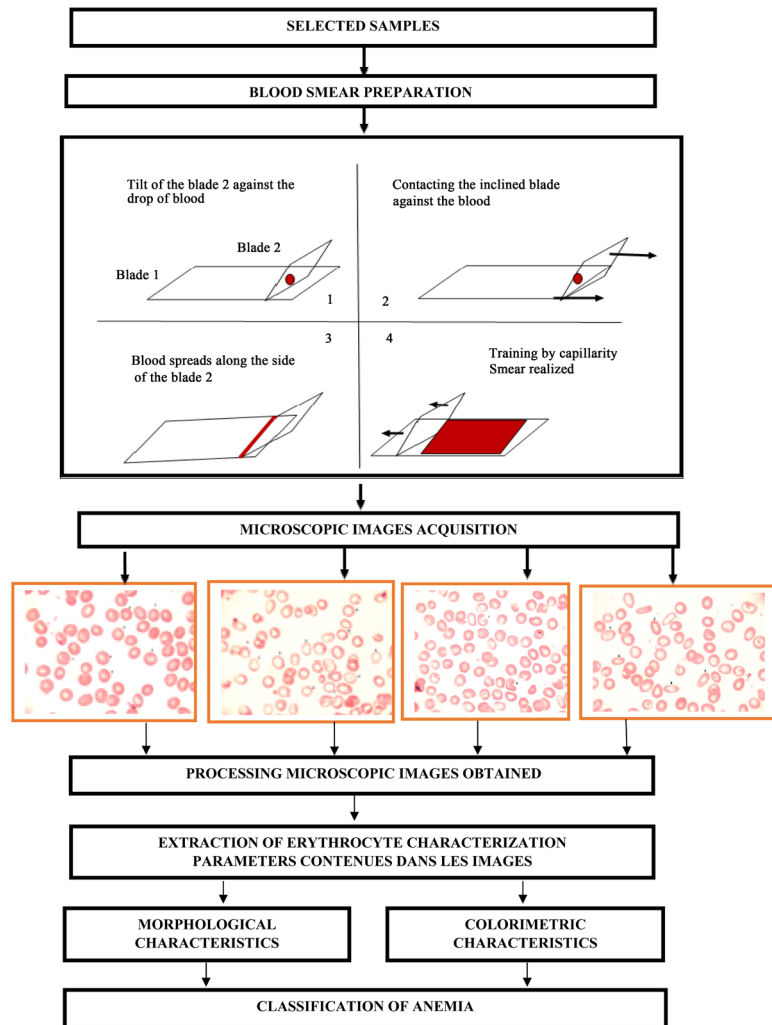 SELECTED SAMPLES
BLOOD SMEAR PREPARATION
Tilt of the blade 2 against the
drop of blood
Blade 2
Blade 1
1
Contacting the inclined blade
against the blood
2
3
Blood spreads along the side
of the blade 2
4
Training by capillarity
Smear realized
MICROSCOPIC IMAGES ACQUISITION
PROCESSING MICROSCOPIC IMAGES OBTAINED
EXTRACTION OF ERYTHROCYTE CHARACTERIZATION
PARAMETERS CONTENUES DANS LES IMAGES
MORPHOLOGICAL
CHARACTERISTICS
COLORIMETRIC
CHARACTERISTICS
CLASSIFICATION OF ANEMIA